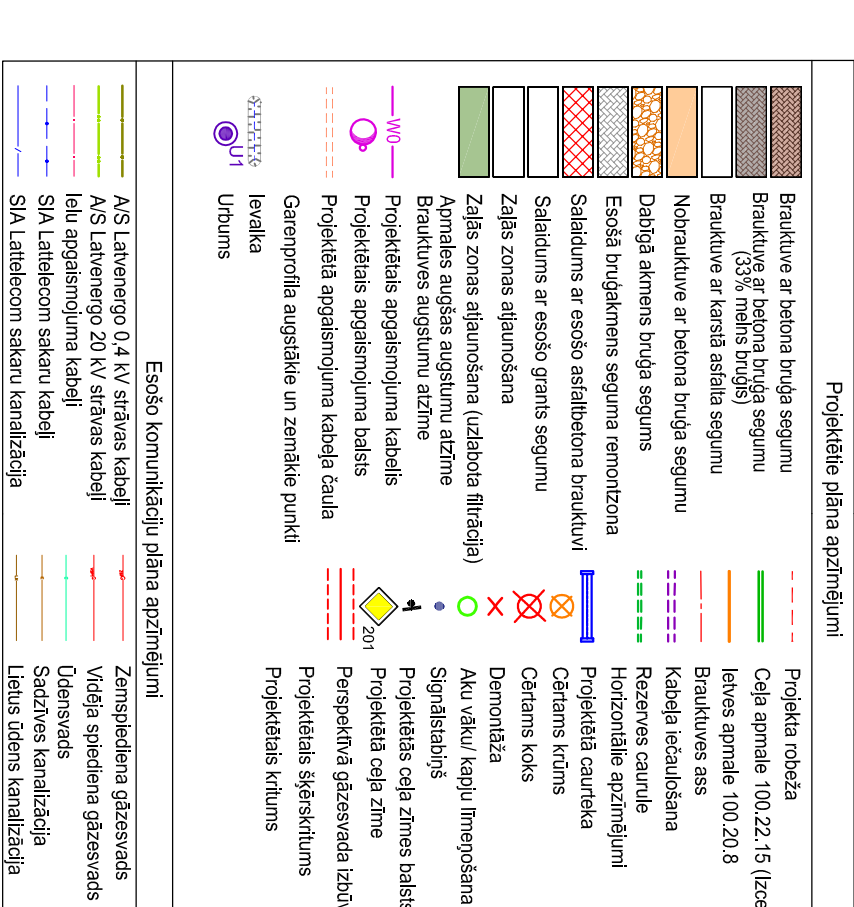 Projektētie plāna apzīmējumi
Brauktuve ar betona bruģa segumu
Brauktuve ar betona bruģa segumu
(33% melns bruģis)
Brauktuve ar karstā asfalta segumu
Nobrauktuve ar betona bruģa segumu
Dabīgā akmens bruģa segums
Esošā bruģakmens seguma remontzona
Salaidums ar esošo asfaltbetona brauktuvi
Salaidums ar esošo grants segumu
Zaļās zonas atjaunošana
Zaļās zonas atjaunošana (uzlabota filtrācija)
Apmales augšas augstumu atzīme
Brauktuves augstumu atzīme
W0
Projektētais apgaismojuma kabelis
Projektētais apgaismojuma balsts
Projektētā apgaismojuma kabeļa čaula
Garenprofila augstākie un zemākie punkti
Ievalka
U1
Urbums
Projekta robeža
Ceļa apmale 100.22.15 (Izce
Ietves apmale 100.20.8
Brauktuves ass
Kabeļa iečaulošana
Rezerves caurule
Horizontālie apzīmējumi
Projektētā caurteka
Cērtams krūms
Cērtams koks
Demontāža
Aku vāku/ kapju līmeņošana
Signālstabiņš
Projektētās ceļa zīmes balsts
201
Projektētā ceļa zīme
Perspektīvā gāzesvada izbūv
Projektētais šķērskritums
Projektētais kritums
Esošo komunikāciju plāna apzīmējumi
A/S Latvenergo 0,4 kV strāvas kabeļi
A/S Latvenergo 20 kV strāvas kabeļi
Ielu apgaismojuma kabeļi
SIA Lattelecom sakaru kabeļi
SIA Lattelecom sakaru kanalizācija
Zemspiediena gāzesvads
Vidēja spiediena gāzesvads
Ūdensvads
Sadzīves kanalizācija
Lietus ūdens kanalizācija